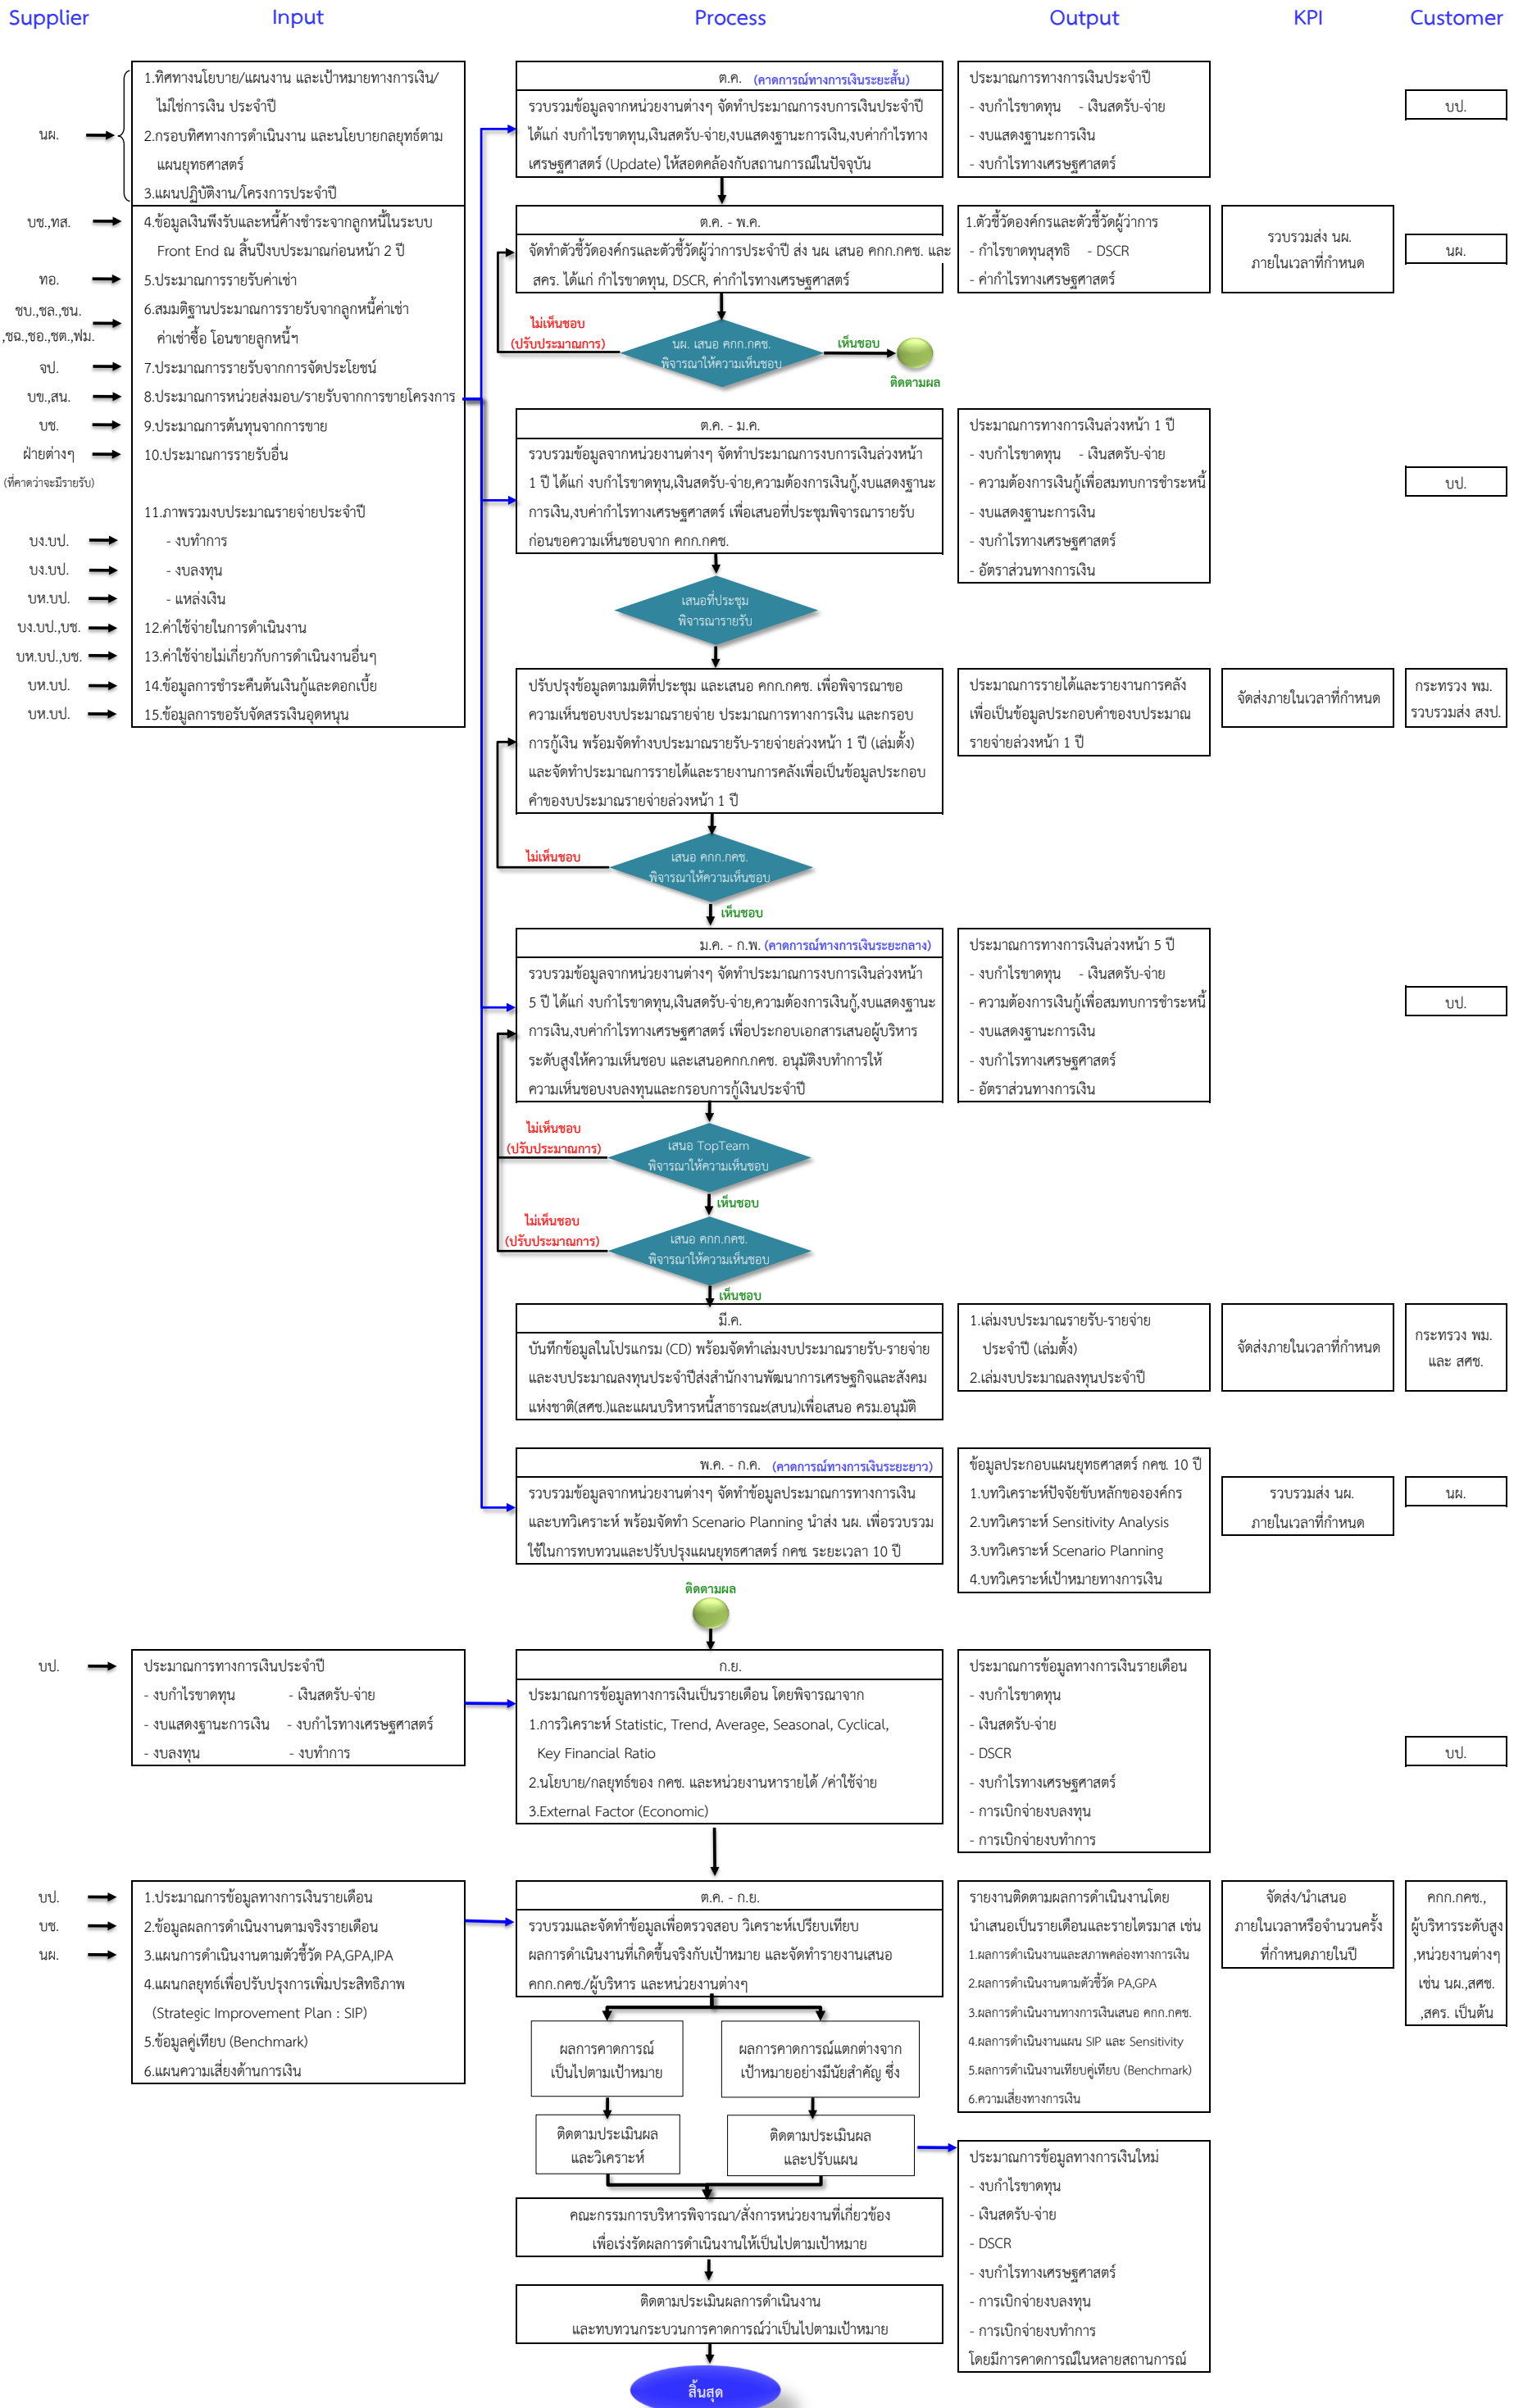 Supplier
Input
Process
Output
KPI
Customer
นผ.
1.ทิศทางนโยบาย/แผนงาน และเป้าหมายทางการเงิน/
ไม่ใช่การเงิน ประจำปี
2.กรอบทิศทางการดำเนินงาน และนโยบายกลยุทธ์ตาม
แผนยุทธศาสตร์
3.แผนปฏิบัติงาน/โครงการประจำปี
บช.,ทส.
4.ข้อมูลเงินพึงรับและหนี้ค้างชำระจากลูกหนี้ในระบบ
Front End ณ สิ้นปีงบประมาณก่อนหน้า 2 ปี
ทอ.
5.ประมาณการรายรับค่าเช่า
ชบ.,ชล.,ชน.
,ชฉ.,ชอ.,ชต.,ฟม.
6.สมมติฐานประมาณการรายรับจากลูกหนี้ค่าเช่า
ค่าเช่าซื้อ โอนขายลูกหนี้ฯ
จป.
7.ประมาณการรายรับจากการจัดประโยชน์
บข.,สน.
8.ประมาณการหน่วยส่งมอบ/รายรับจากการขายโครงการ
บช.
9.ประมาณการต้นทุนจากการขาย
ฝ่ายต่างๆ
(ที่คาดว่าจะมีรายรับ)
10.ประมาณการรายรับอื่น
11.ภาพรวมงบประมาณรายจ่ายประจำปี
บง.บป.
- งบทำการ
บง.บป.
- งบลงทุน
บห.บป.
- แหล่งเงิน
บง.บป.,บช.
12.ค่าใช้จ่ายในการดำเนินงาน
บห.บป.,บช.
13.ค่าใช้จ่ายไม่เกี่ยวกับการดำเนินงานอื่นๆ
บห.บป.
14.ข้อมูลการชำระคืนต้นเงินกู้และดอกเบี้ย
บห.บป.
15.ข้อมูลการขอรับจัดสรรเงินอุดหนุน
ต.ค. (คาดการณ์ทางการเงินระยะสั้น)
รวบรวมข้อมูลจากหน่วยงานต่างๆ จัดทำประมาณการงบการเงินประจำปี
ได้แก่ งบกำไรขาดทุน,เงินสดรับ-จ่าย,งบแสดงฐานะการเงิน,งบค่ากำไรทาง
เศรษฐศาสตร์ (Update) ให้สอดคล้องกับสถานการณ์ในปัจจุบัน
ประมาณการทางการเงินประจำปี
- งบกำไรขาดทุน - เงินสดรับ-จ่าย
- งบแสดงฐานะการเงิน
- งบกำไรทางเศรษฐศาสตร์
บป.
ต.ค. - พ.ค.
จัดทำตัวชี้วัดองค์กรและตัวชี้วัดผู้ว่าการประจำปี ส่ง นผ เสนอ คกก.กคช. และ
สคร. ได้แก่ กำไรขาดทุน, DSCR, ค่ากำไรทางเศรษฐศาสตร์
1.ตัวชี้วัดองค์กรและตัวชี้วัดผู้ว่าการ
- กำไรขาดทุนสุทธิ - DSCR
- ค่ากำไรทางเศรษฐศาสตร์
รวบรวมส่ง นผ.
ภายในเวลาที่กำหนด
นผ.
ไม่เห็นชอบ
(ปรับประมาณการ)
นผ. เสนอ คกก.กคช.
พิจารณาให้ความเห็นชอบ
เห็นชอบ
ติดตามผล
ต.ค. - ม.ค.
รวบรวมข้อมูลจากหน่วยงานต่างๆ จัดทำประมาณการงบการเงินล่วงหน้า
1 ปี ได้แก่ งบกำไรขาดทุน,เงินสดรับ-จ่าย,ความต้องการเงินกู้,งบแสดงฐานะ
การเงิน,งบค่ากำไรทางเศรษฐศาสตร์ เพื่อเสนอที่ประชุมพิจารณารายรับ
ก่อนขอความเห็นชอบจาก คกก.กคช.
ประมาณการทางการเงินล่วงหน้า 1 ปี
- งบกำไรขาดทุน - เงินสดรับ-จ่าย
- ความต้องการเงินกู้เพื่อสมทบการชำระหนี้
- งบแสดงฐานะการเงิน
- งบกำไรทางเศรษฐศาสตร์
- อัตราส่วนทางการเงิน
บป.
เสนอที่ประชุม
พิจารณารายรับ
ปรับปรุงข้อมูลตามมติที่ประชุม และเสนอ คกก.กคช. เพื่อพิจารณาขอ
ความเห็นชอบงบประมาณรายจ่าย ประมาณการทางการเงิน และกรอบ
การกู้เงิน พร้อมจัดทำงบประมาณรายรับ-รายจ่ายล่วงหน้า 1 ปี (เล่มตั้ง)
และจัดทำประมาณการรายได้และรายงานการคลังเพื่อเป็นข้อมูลประกอบ
คำของบประมาณรายจ่ายล่วงหน้า 1 ปี
ประมาณการรายได้และรายงานการคลัง
เพื่อเป็นข้อมูลประกอบคำของบประมาณ
รายจ่ายล่วงหน้า 1 ปี
จัดส่งภายในเวลาที่กำหนด
กระทรวง พม.
รวบรวมส่ง สงป.
ไม่เห็นชอบ
เสนอ คกก.กคช.
พิจารณาให้ความเห็นชอบ
เห็นชอบ
ม.ค. - ก.พ. (คาดการณ์ทางการเงินระยะกลาง)
รวบรวมข้อมูลจากหน่วยงานต่างๆ จัดทำประมาณการงบการเงินล่วงหน้า
5 ปี ได้แก่ งบกำไรขาดทุน,เงินสดรับ-จ่าย,ความต้องการเงินกู้,งบแสดงฐานะ
การเงิน,งบค่ากำไรทางเศรษฐศาสตร์ เพื่อประกอบเอกสารเสนอผู้บริหาร
ระดับสูงให้ความเห็นชอบ และเสนอคกก.กคช. อนุมัติงบทำการให้
ความเห็นชอบงบลงทุนและกรอบการกู้เงินประจำปี
ประมาณการทางการเงินล่วงหน้า 5 ปี
- งบกำไรขาดทุน - เงินสดรับ-จ่าย
- ความต้องการเงินกู้เพื่อสมทบการชำระหนี้
- งบแสดงฐานะการเงิน
- งบกำไรทางเศรษฐศาสตร์
- อัตราส่วนทางการเงิน
บป.
ไม่เห็นชอบ
(ปรับประมาณการ)
เสนอ TopTeam
พิจารณาให้ความเห็นชอบ
เห็นชอบ
ไม่เห็นชอบ
(ปรับประมาณการ)
เสนอ คกก.กคช.
พิจารณาให้ความเห็นชอบ
เห็นชอบ
มี.ค.
บันทึกข้อมูลในโปรแกรม (CD) พร้อมจัดทำเล่มงบประมาณรายรับ-รายจ่าย
และงบประมาณลงทุนประจำปีส่งสำนักงานพัฒนาการเศรษฐกิจและสังคม
แห่งชาติ(สศช.)และแผนบริหารหนี้สาธารณะ(สบน)เพื่อเสนอ ครม.อนุมัติ
1.เล่มงบประมาณรายรับ-รายจ่าย
ประจำปี (เล่มตั้ง)
2.เล่มงบประมาณลงทุนประจำปี
จัดส่งภายในเวลาที่กำหนด
กระทรวง พม.
และ สศช.
พ.ค. - ก.ค. (คาดการณ์ทางการเงินระยะยาว)
รวบรวมข้อมูลจากหน่วยงานต่างๆ จัดทำข้อมูลประมาณการทางการเงิน
และบทวิเคราะห์ พร้อมจัดทำ Scenario Planning นำส่ง นผ. เพื่อรวบรวม
ใช้ในการทบทวนและปรับปรุงแผนยุทธศาสตร์ กคช. ระยะเวลา 10 ปี
ข้อมูลประกอบแผนยุทธศาสตร์ กคช. 10 ปี
1.บทวิเคราะห์ปัจจัยขับหลักขององค์กร
2.บทวิเคราะห์ Sensitivity Analysis
3.บทวิเคราะห์ Scenario Planning
4.บทวิเคราะห์เป้าหมายทางการเงิน
รวบรวมส่ง นผ.
ภายในเวลาที่กำหนด
นผ.
ติดตามผล
บป.
ประมาณการทางการเงินประจำปี
- งบกำไรขาดทุน - เงินสดรับ-จ่าย
- งบแสดงฐานะการเงิน - งบกำไรทางเศรษฐศาสตร์
- งบลงทุน - งบทำการ
ก.ย.
ประมาณการข้อมูลทางการเงินเป็นรายเดือน โดยพิจารณาจาก
1.การวิเคราะห์ Statistic, Trend, Average, Seasonal, Cyclical,
Key Financial Ratio
2.นโยบาย/กลยุทธ์ของ กคช. และหน่วยงานหารายได้ /ค่าใช้จ่าย
3.External Factor (Economic)
ประมาณการข้อมูลทางการเงินรายเดือน
- งบกำไรขาดทุน
- เงินสดรับ-จ่าย
- DSCR
- งบกำไรทางเศรษฐศาสตร์
- การเบิกจ่ายงบลงทุน
- การเบิกจ่ายงบทำการ
บป.
บป.
บช.
นผ.
1.ประมาณการข้อมูลทางการเงินรายเดือน
2.ข้อมูลผลการดำเนินงานตามจริงรายเดือน
3.แผนการดำเนินงานตามตัวชี้วัด PA,GPA,IPA
4.แผนกลยุทธ์เพื่อปรับปรุงการเพิ่มประสิทธิภาพ
(Strategic Improvement Plan : SIP)
5.ข้อมูลคู่เทียบ (Benchmark)
6.แผนความเสี่ยงด้านการเงิน
ต.ค. - ก.ย.
รวบรวมและจัดทำข้อมูลเพื่อตรวจสอบ วิเคราะห์เปรียบเทียบ
ผลการดำเนินงานที่เกิดขึ้นจริงกับเป้าหมาย และจัดทำรายงานเสนอ
คกก.กคช./ผู้บริหาร และหน่วยงานต่างๆ
รายงานติดตามผลการดำเนินงานโดย
นำเสนอเป็นรายเดือนและรายไตรมาส เช่น
1.ผลการดำเนินงานและสภาพคล่องทางการเงิน
2.ผลการดำเนินงานตามตัวชี้วัด PA,GPA
3.ผลการดำเนินงานทางการเงินเสนอ คกก.กคช.
4.ผลการดำเนินงานแผน SIP และ Sensitivity
5.ผลการดำเนินงานเทียบคู่เทียบ (Benchmark)
6.ความเสี่ยงทางการเงิน
จัดส่ง/นำเสนอ
ภายในเวลาหรือจำนวนครั้ง
ที่กำหนดภายในปี
คกก.กคช.,
ผู้บริหารระดับสูง
,หน่วยงานต่างๆ
เช่น นผ.,สศช.
,สคร. เป็นต้น
ผลการคาดการณ์
เป็นไปตามเป้าหมาย
ผลการคาดการณ์แตกต่างจาก
เป้าหมายอย่างมีนัยสำคัญ ซึ่ง
ติดตามประเมินผล
และวิเคราะห์
ติดตามประเมินผล
และปรับแผน
ประมาณการข้อมูลทางการเงินใหม่
- งบกำไรขาดทุน
- เงินสดรับ-จ่าย
- DSCR
- งบกำไรทางเศรษฐศาสตร์
- การเบิกจ่ายงบลงทุน
- การเบิกจ่ายงบทำการ
โดยมีการคาดการณ์ในหลายสถานการณ์
คณะกรรมการบริหารพิจารณา/สั่งการหน่วยงานที่เกี่ยวข้อง
เพื่อเร่งรัดผลการดำเนินงานให้เป็นไปตามเป้าหมาย
ติดตามประเมินผลการดำเนินงาน
และทบทวนกระบวนการคาดการณ์ว่าเป็นไปตามเป้าหมาย
สิ้นสุด